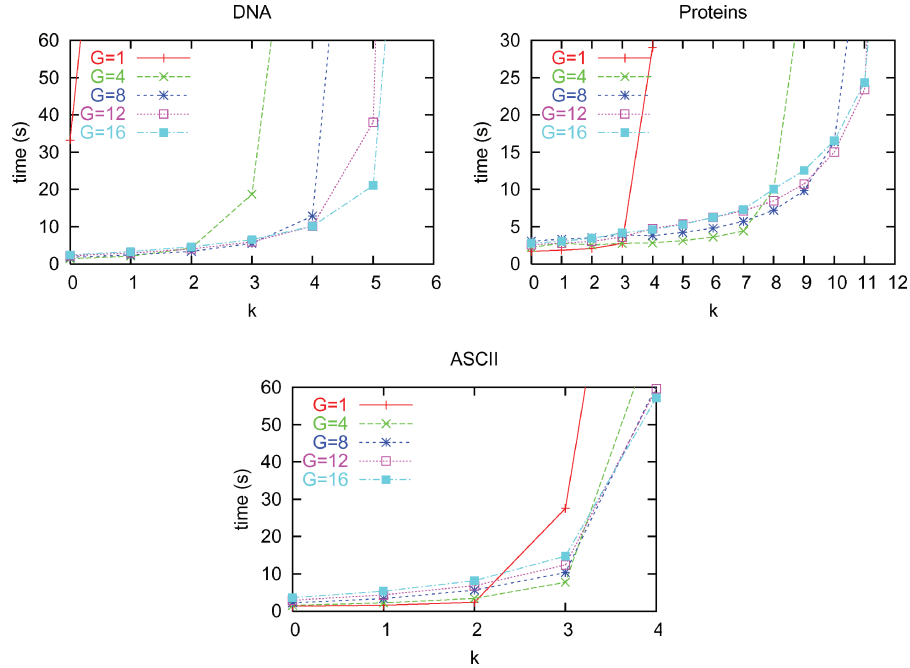 DNA
60
50
40
30
20
10
0
time (s)
G=1
G=4
G=8
G=12
G=16
0 1 2 3 4 5 6
k
Proteins
30
25
20
15
10
5
0
time (s)
G=1
G=4
G=8
G=12
G=16
0 1 2 3 4 5 6 7 8 9 10 11 12
k
ASCII
60
50
40
30
20
10
0
time (s)
G=1
G=4
G=8
G=12
G=16
0 1 2 3 4
k